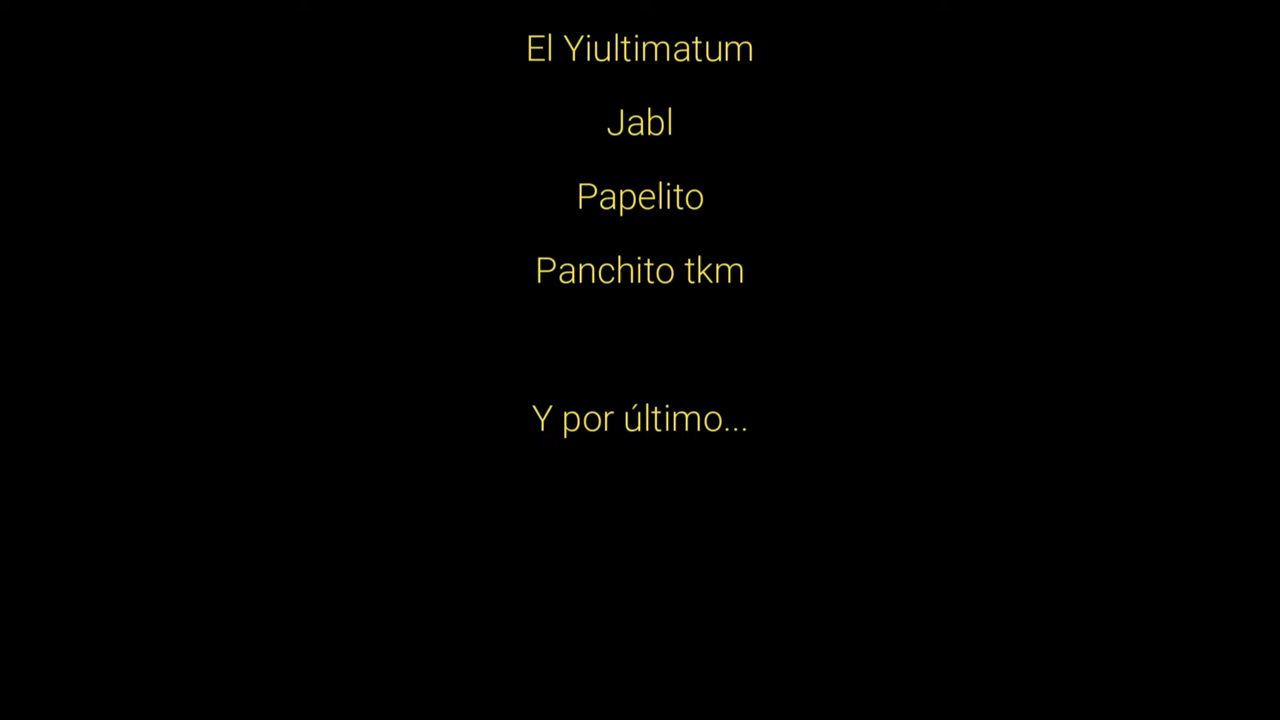 El Yiultimatum
Jabl
Papelito
Panchito tkm
Y por último...